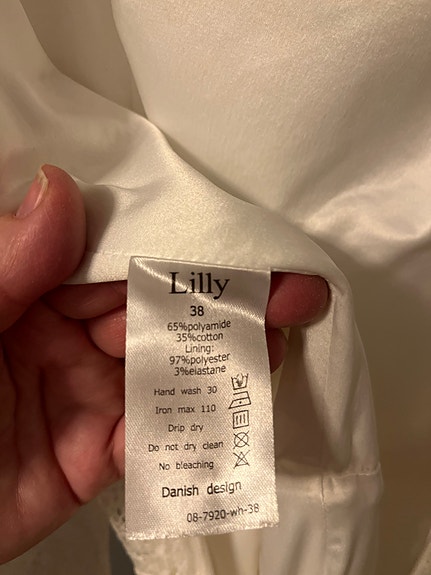 Lilly
38
65%polyamide
35%cotton
Lining:
97%polyester
3%elastane
Hand wash 30
Iron max 110
Drip dry
Do not dry clean
No bleaching
Danish design
08-7920-wh-38